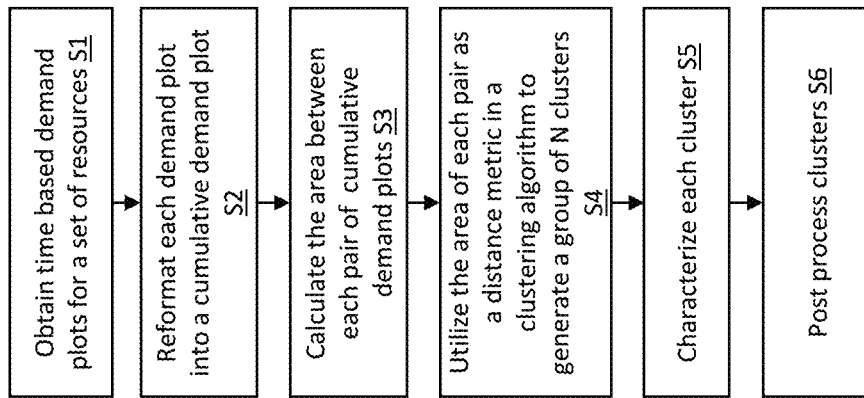 Obtain time based demand
plots for a set of resources S1
Reformat each demand plot
into a cumulative demand plot
S2
Calculate the area between
each pair of cumulative
demand plots S3
Utilize the area of each pair as
a distance metric in a
clustering algorithm to
generate a group of N clusters
S4
Characterize each cluster S5
Post process clusters S6